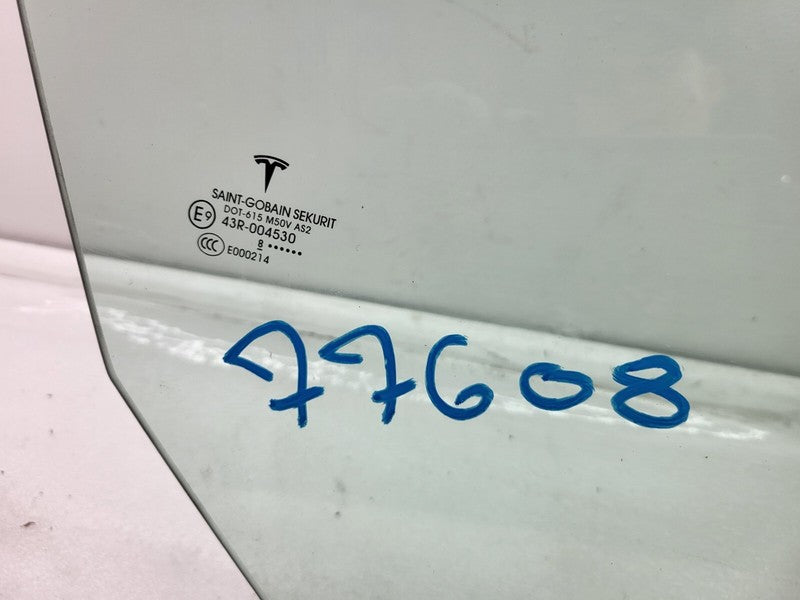 SAINT-GOBAIN SEKURIT
DOT-615 M50V AS2
E9 43R-004530
8 ••••••
CCC E000214
77608